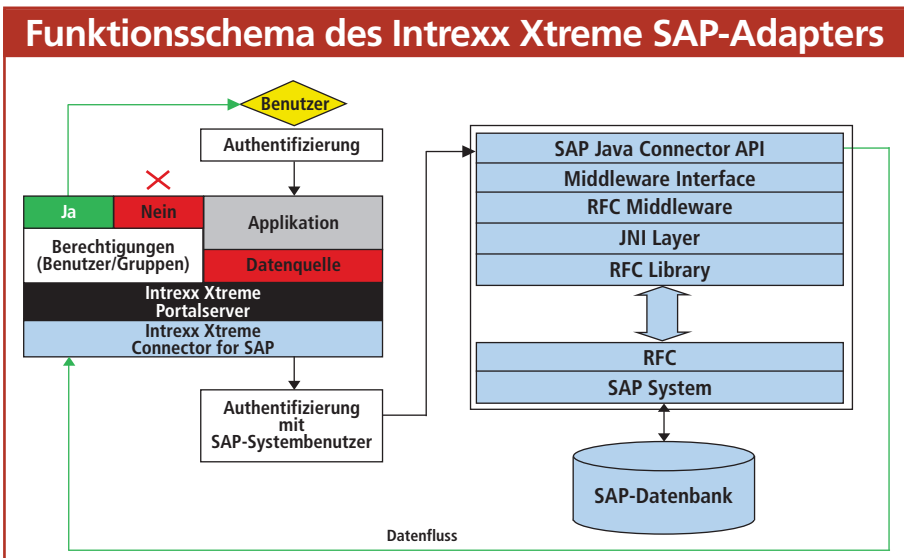 Funktionsschema des Intrexx Xtreme SAP-Adapters
Benutzer
Authentifizierung
Ja
Nein
Applikation
Berechtigungen
(Benutzer/Gruppen)
Datenquelle
Intrexx Xtreme
Portalserver
Intrexx Xtreme
Connector for SAP
Authentifizierung
mit
SAP-Systembenutzer
SAP Java Connector API
Middleware Interface
RFC Middleware
JNI Layer
RFC Library
RFC
SAP System
SAP-Datenbank
Datenfluss